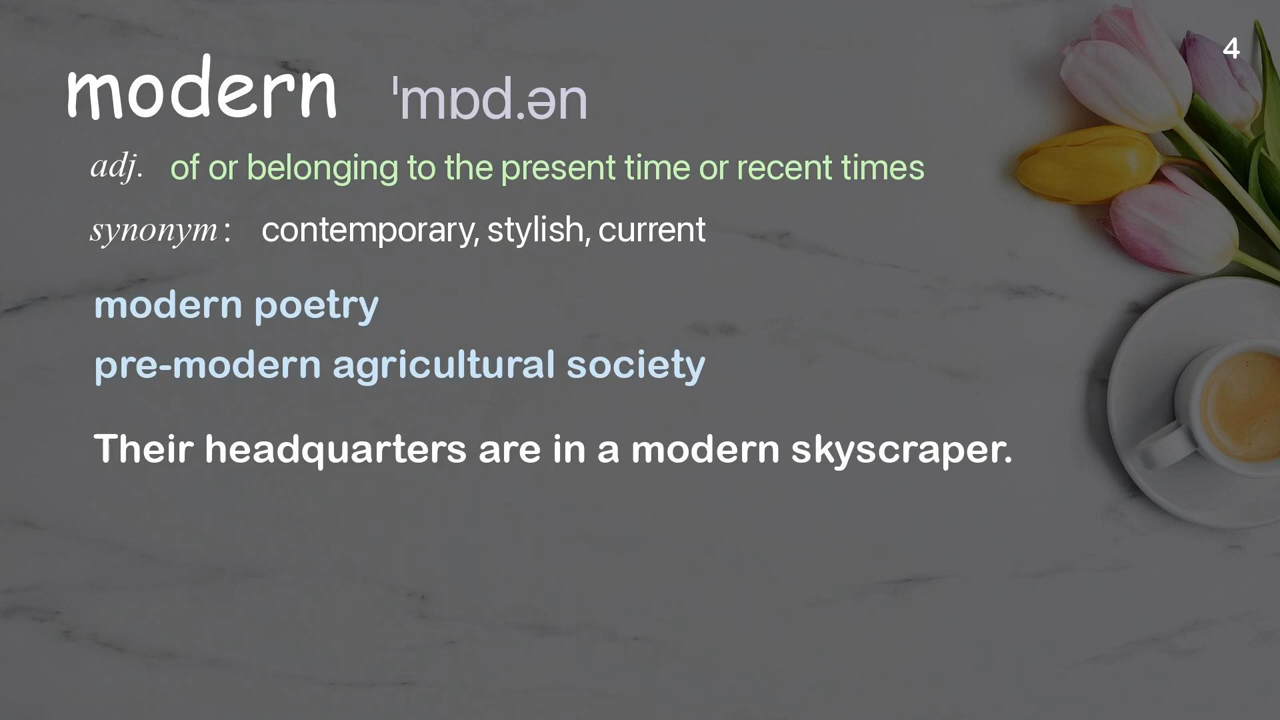 4
modern ˈmɒd.ən
adj. of or belonging to the present time or recent times
synonym : contemporary, stylish, current
modern poetry
pre-modern agricultural society
Their headquarters are in a modern skyscraper.